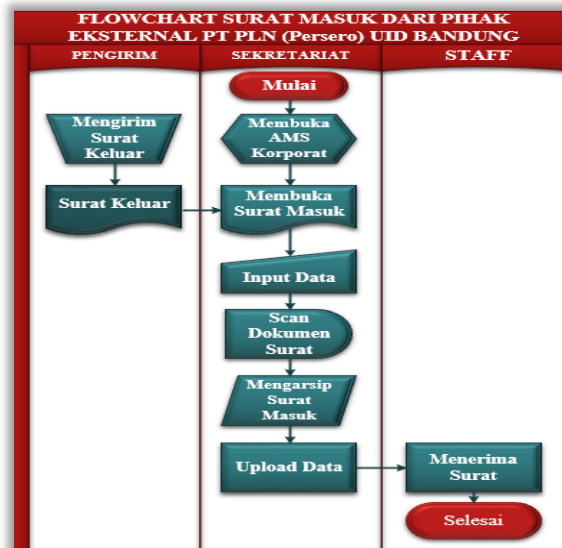 FLOWCHART SURAT MASUK DARI PIHAK
EKSTERNAL PT PLN (Persero) UID BANDUNG
PENGIRIM
SEKRETARIAT
STAFF
Mulai
Mengirim
Surat
Keluar
Membuka
AMS
Korporat
Surat Keluar
Membuka
Surat Masuk
Input Data
Scan
Dokumen
Surat
Mengarsip
Surat
Masuk
Upload Data
Menerima
Surat
Selesai